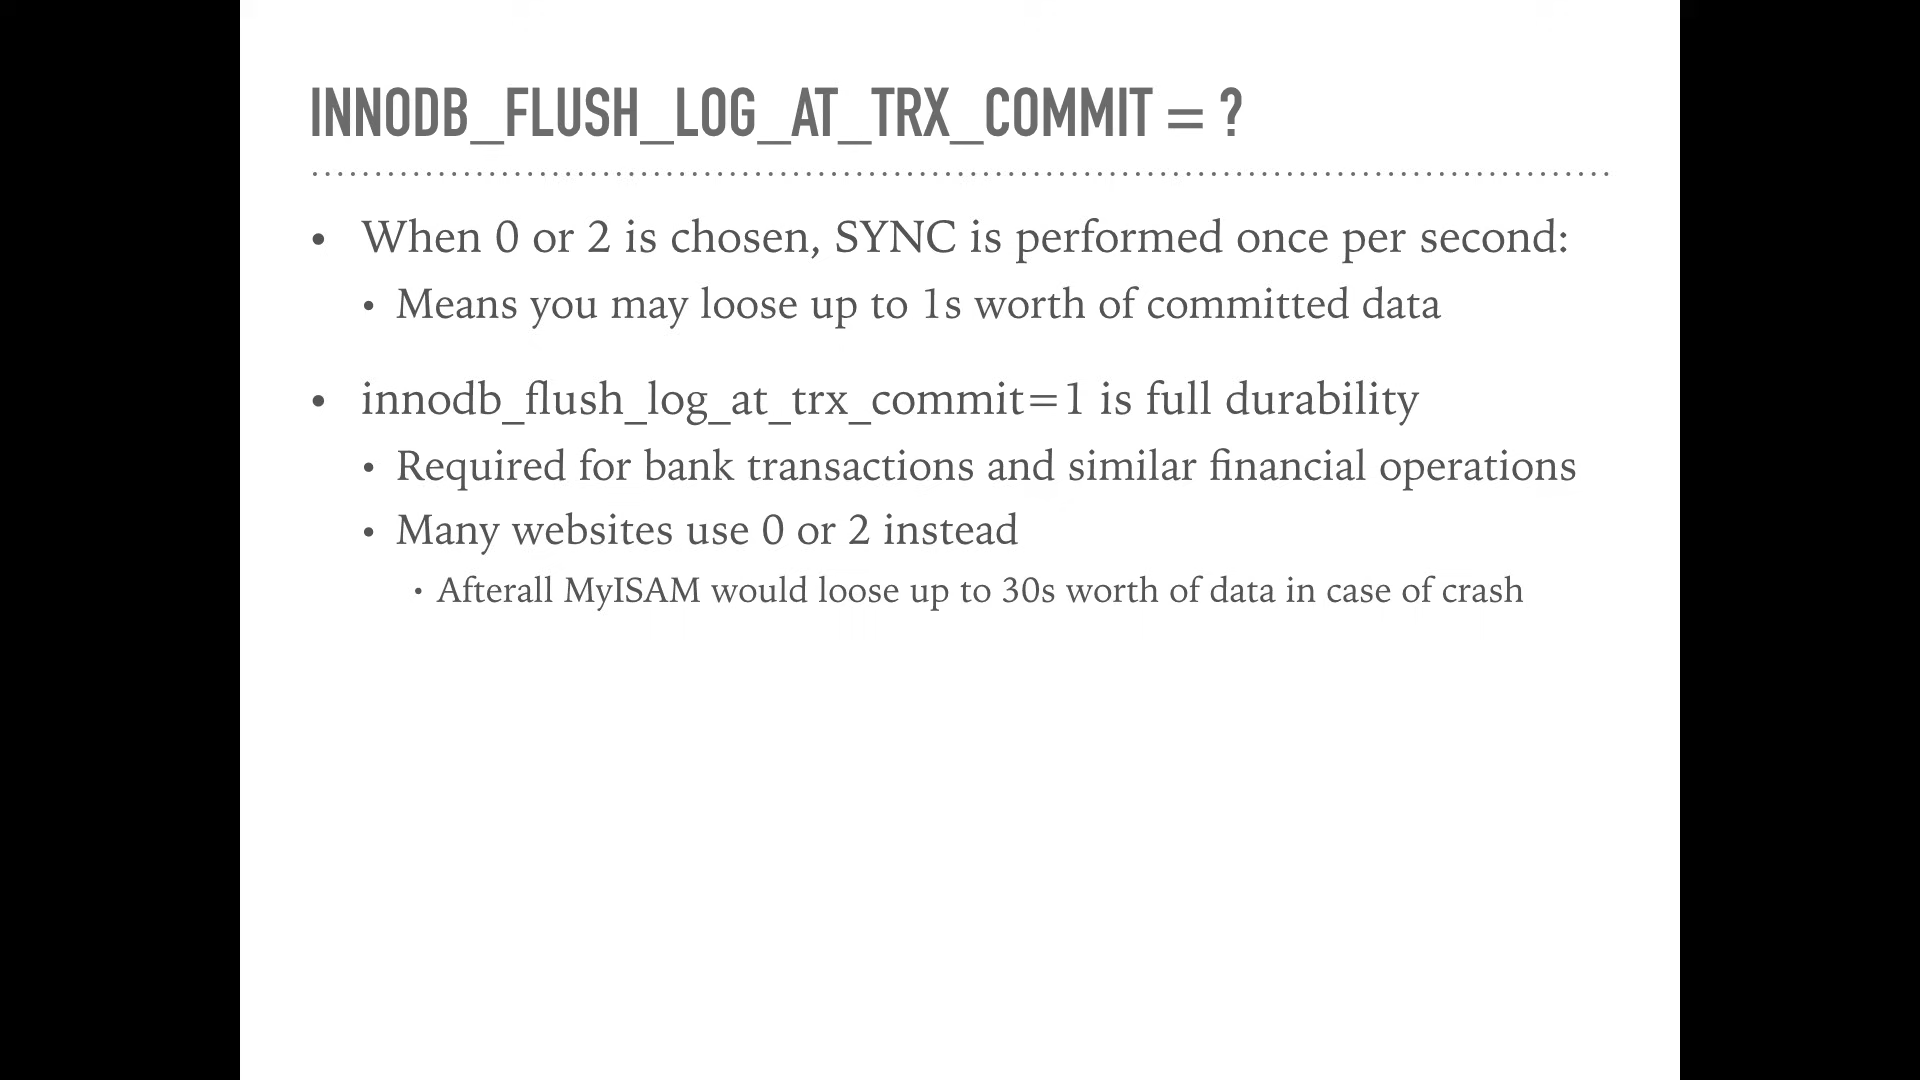 INNODB_FLUSH_LOG_AT_TRX_COMMIT = ?
• When 0 or 2 is chosen, SYNC is performed once per second:
• Means you may loose up to 1s worth of committed data
• innodb_flush_log_at_trx_commit=1 is full durability
• Required for bank transactions and similar financial operations
• Many websites use 0 or 2 instead
• Afterall MyISAM would loose up to 30s worth of data in case of crash